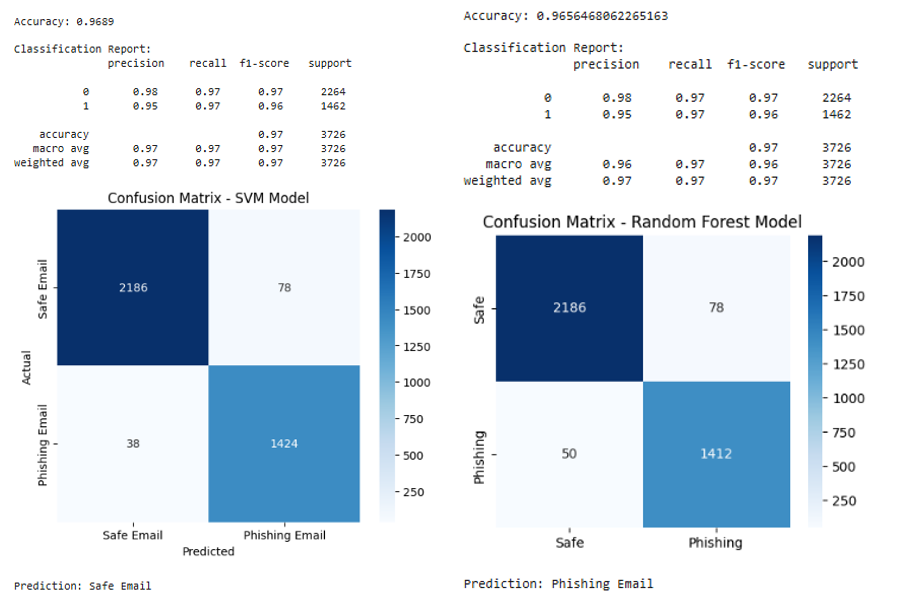 Accuracy: 0.9689
Classification Report:
precision recall f1-score support
0 0.98 0.97 0.97 2264
1 0.95 0.97 0.96 1462
accuracy 0.97 3726
macro avg 0.97 0.97 0.97 3726
weighted avg 0.97 0.97 0.97 3726
Confusion Matrix - SVM Model
Safe Email
2186 78
Actual
Phishing Email
38 1424
Safe Email Phishing Email
Predicted
2000
1750
1500
1250
1000
750
500
250
Prediction: Safe Email
Accuracy: 0.9656468062265163
Classification Report:
precision recall f1-score support
0 0.98 0.97 0.97 2264
1 0.95 0.97 0.96 1462
accuracy 0.97 3726
macro avg 0.96 0.97 0.96 3726
weighted avg 0.97 0.97 0.97 3726
Confusion Matrix - Random Forest Model
Safe
2186 78
Phishing
50 1412
Safe Phishing
2000
1750
1500
1250
1000
750
500
250
Prediction: Phishing Email